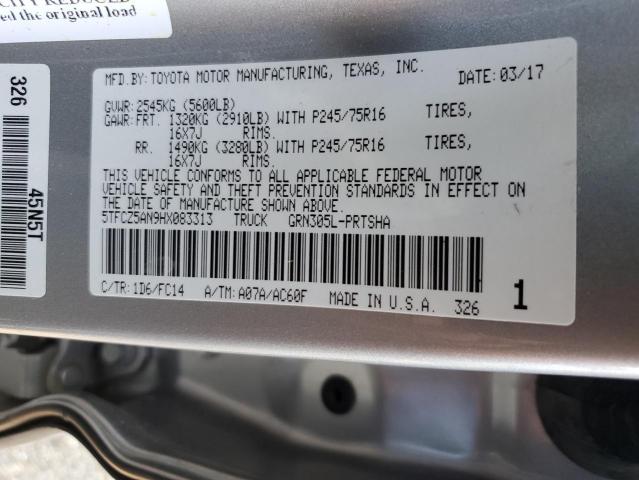 CITY REDUCED
ed the original load
326
45N5T
MFD.BY:TOYOTA MOTOR MANUFACTURING, TEXAS, INC. DATE:03/17
GVWR:2545KG (5600LB)
GAWR:FRT. 1320KG (2910LB) WITH P245/75R16 TIRES,
16X7J RIMS.
RR. 1490KG (3280LB) WITH P245/75R16 TIRES,
16X7J RIMS.
THIS VEHICLE CONFORMS TO ALL APPLICABLE FEDERAL MOTOR
VEHICLE SAFETY AND THEFT PREVENTION STANDARDS IN EFFECT ON
THE DATE OF MANUFACTURE SHOWN ABOVE.
5TFCZ5AN9HX083313 TRUCK GRN305L-PRTSHA
C/TR:1D6/FC14 A/TM:A07A/AC60F MADE IN U.S.A. 326 1